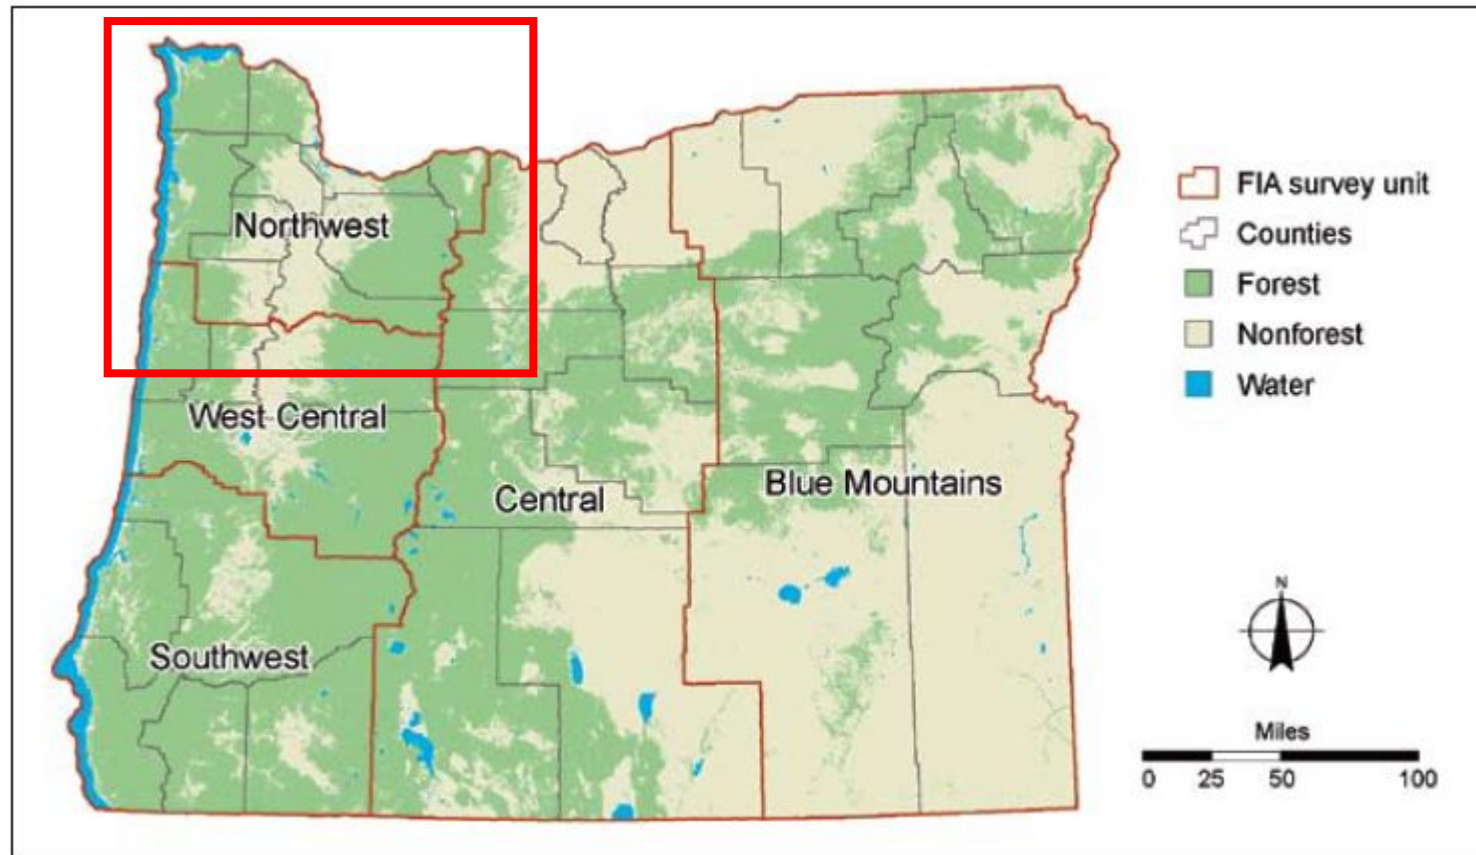 Northwest
West Central
Central
Blue Mountains
Southwest
FIA survey unit
Counties
Forest
Nonforest
Water
N
Miles
0 25 50 100